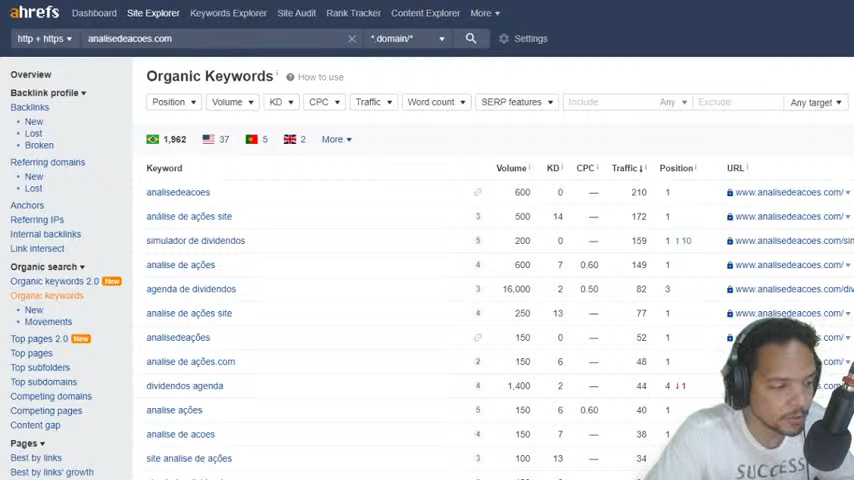 ahrefs Dashboard Site Explorer Keywords Explorer Site Audit Rank Tracker Content Explorer More
http + https analisedeacoes.com *.domain/* Settings
Overview
Backlink profile
Backlinks
New
Lost
Broken
Referring domains
New
Lost
Anchors
Referring IPs
Internal backlinks
Link intersect
Organic search
Organic keywords 2.0 New
Organic keywords
New
Movements
Top pages 2.0 New
Top pages
Top subfolders
Top subdomains
Competing domains
Competing pages
Content gap
Pages
Best by links
Best by links' growth
Organic Keywords i ? How to use
Position Volume KD CPC Traffic Word count SERP features Include Any Exclude Any target
1,962 37 5 2 More
Keyword Volume KD CPC Traffic Position URL
analisedeacoes 600 0 — 210 1 www.analisedeacoes.com/
análise de ações site 3 500 14 — 172 1 www.analisedeacoes.com/
simulador de dividendos 5 200 0 — 159 1 ↑10 www.analisedeacoes.com/sin
analise de ações 4 600 7 0.60 149 1 www.analisedeacoes.com/
agenda de dividendos 3 16,000 2 0.50 82 3 www.analisedeacoes.com/div
analise de ações site 4 250 13 — 77 1 www.analisedeacoes.com/
analisedeações 150 0 — 52 1 www.analisedeacoes.com/
analise de ações.com 2 150 6 — 48 1
dividendos agenda 4 1,400 2 — 44 4 ↓1
analise ações 5 150 6 0.60 40 1
analise de acoes 4 150 7 — 38 1
site analise de ações 3 100 13 — 34
SUCCESS